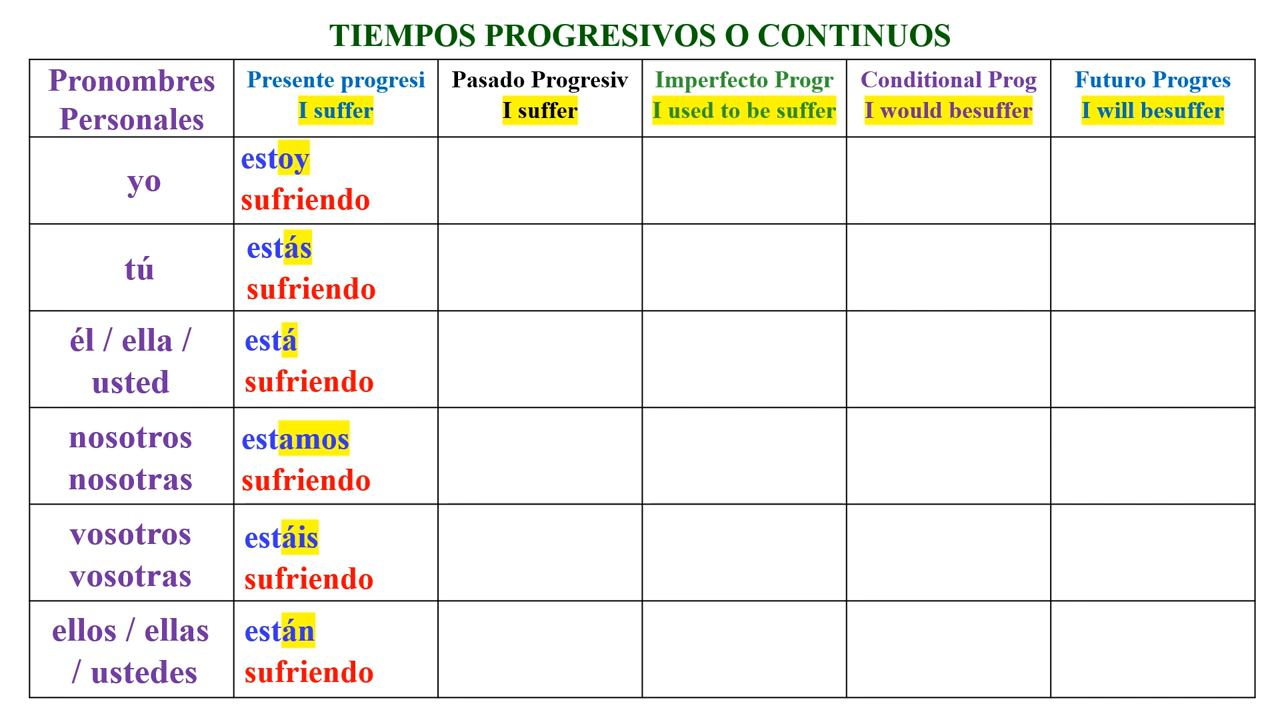 TIEMPOS PROGRESIVOS O CONTINUOS
Pronombres
Personales
Presente progresi
I suffer
Pasado Progresiv
I suffer
Imperfecto Progr
I used to be suffer
Conditional Prog
I would besuffer
Futuro Progres
I will besuffer
yo
estoy
sufriendo
tú
estás
sufriendo
él / ella /
usted
está
sufriendo
nosotros
nosotras
estamos
sufriendo
vosotros
vosotras
estáis
sufriendo
ellos / ellas
/ ustedes
están
sufriendo